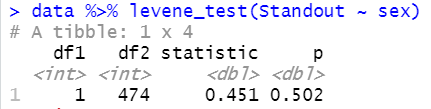 > data %>% levene_test(Standout ~ sex)
# A tibble: 1 x 4
df1 df2 statistic p
<int> <int> <dbl> <dbl>
1 1 474 0.451 0.502